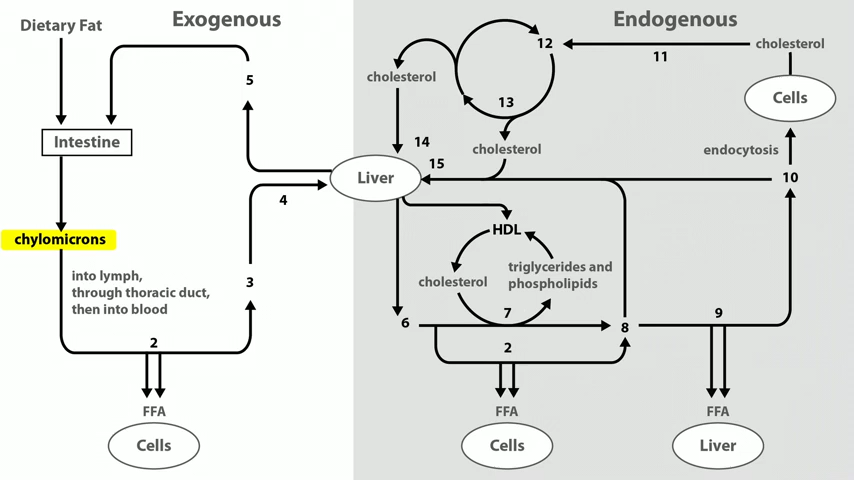 Exogenous
Endogenous
Dietary Fat
12
11
cholesterol
5
cholesterol
Cells
13
Intestine
14
cholesterol
endocytosis
15
Liver
10
4
chylomicrons
HDL
into lymph,
through thoracic duct,
then into blood
3
cholesterol
triglycerides and
phospholipids
6
7
8
9
2
2
FFA
FFA
FFA
Cells
Cells
Liver